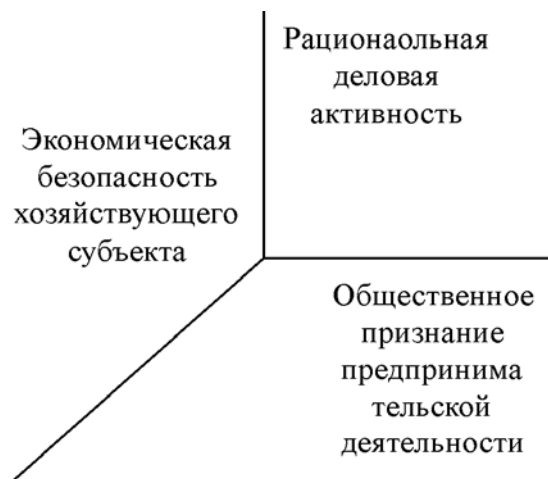 Рационаольная
деловая
активность
Экономическая
безопасность
хозяйствующего
субъекта
Общественное
признание
предпринима
тельской
деятельности